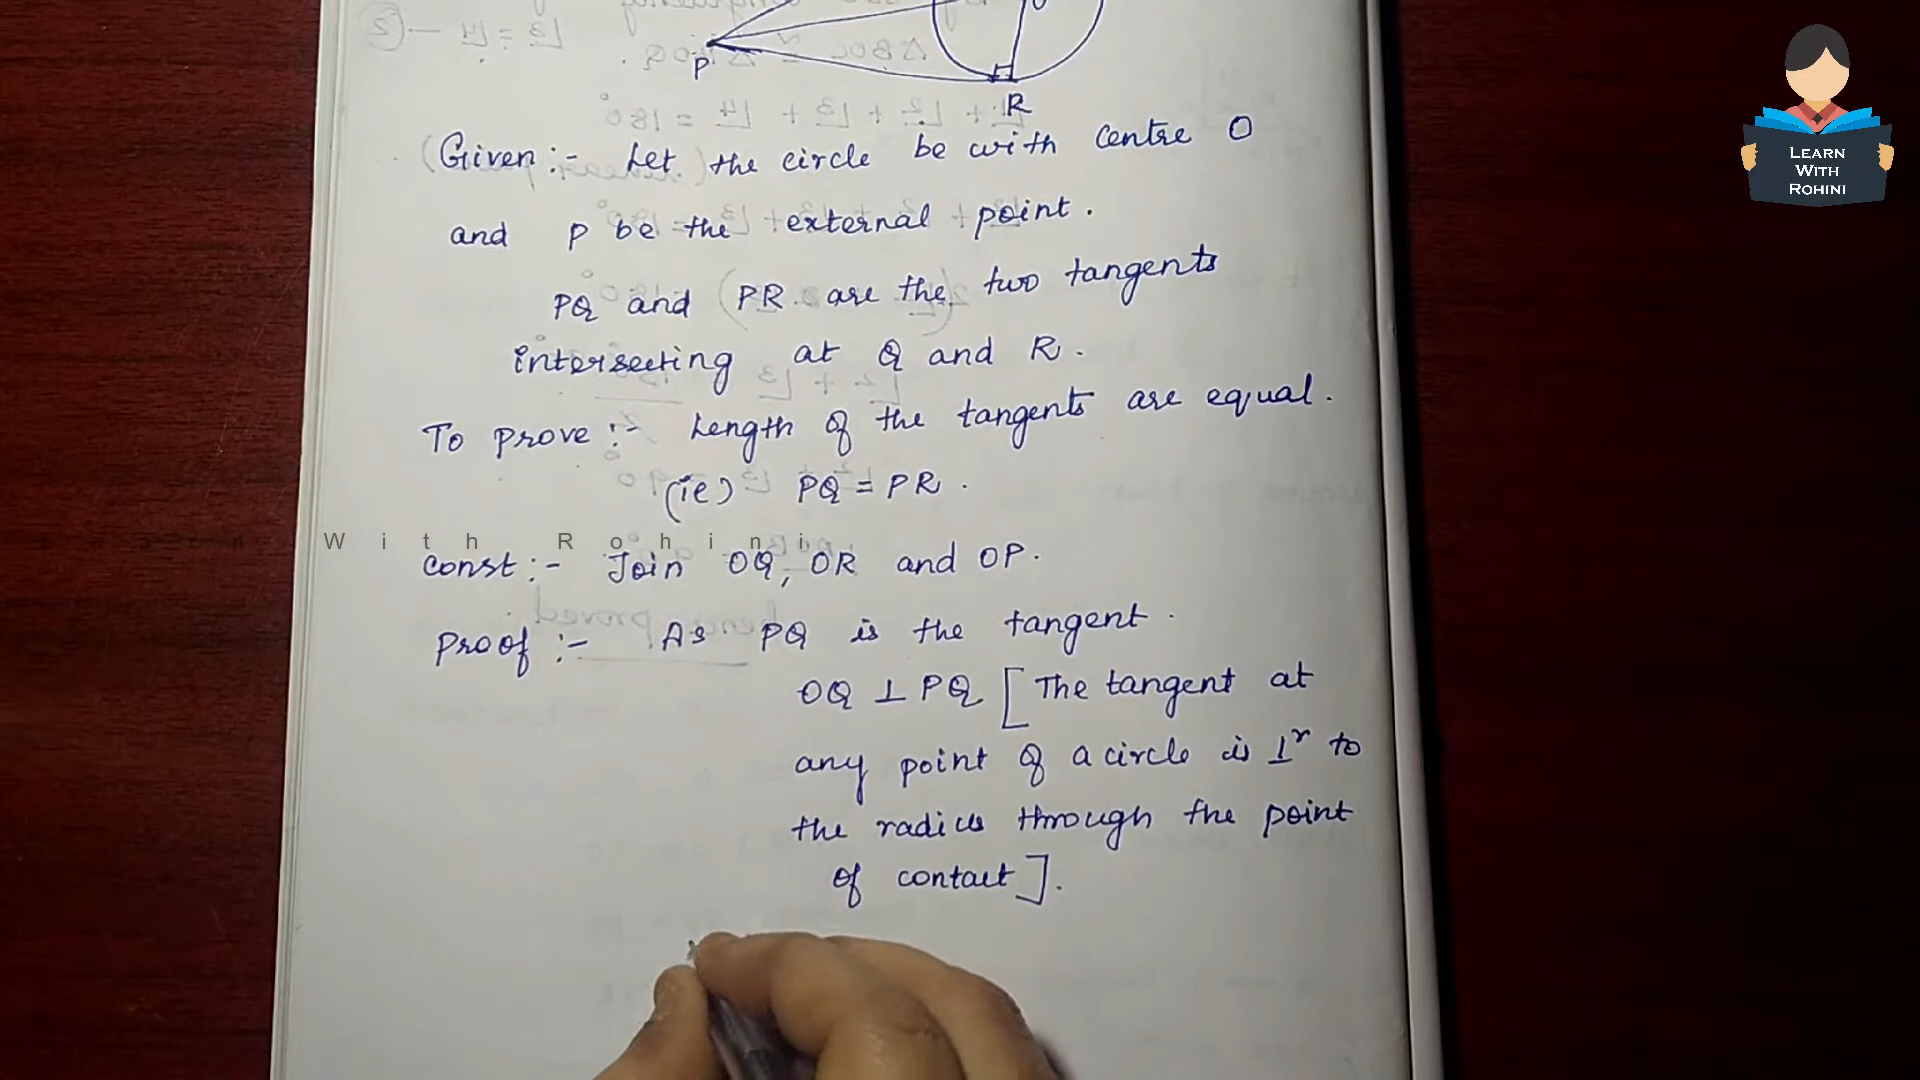 P
R
Given :- Let the circle be with centre O
and P be the external point.
PQ and PR are the two tangents
intersecting at Q and R.
To prove :- Length of the tangents are equal.
(ie) PQ = PR.
With Rohini
Const :- Join OQ, OR and OP.
Proof :- As PQ is the tangent.
OQ ⊥ PQ [The tangent at
any point of a circle is ⊥r to
the radius through the point
of contact].
LEARN
WITH
ROHINI